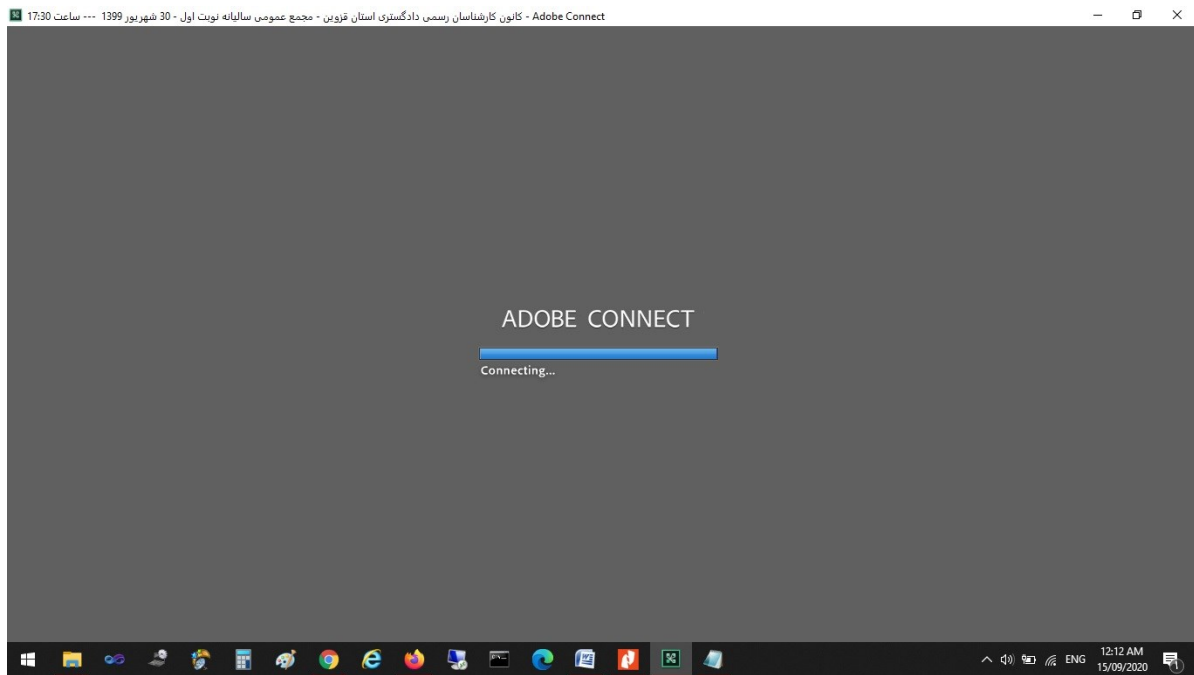 کانون کارشناسان رسمی دادگستری استان قزوین - مجمع عمومی سالیانه نوبت اول - 30 شهریور 1399 --- ساعت 17:30 - Adobe Connect
ADOBE CONNECT
Connecting...
ENG
12:12 AM
15/09/2020
1